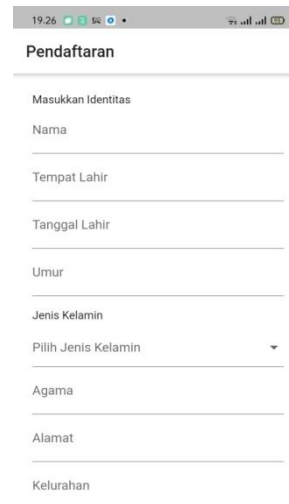 19.26
Pendaftaran
Masukkan Identitas
Nama
Tempat Lahir
Tanggal Lahir
Umur
Jenis Kelamin
Pilih Jenis Kelamin
Agama
Alamat
Kelurahan